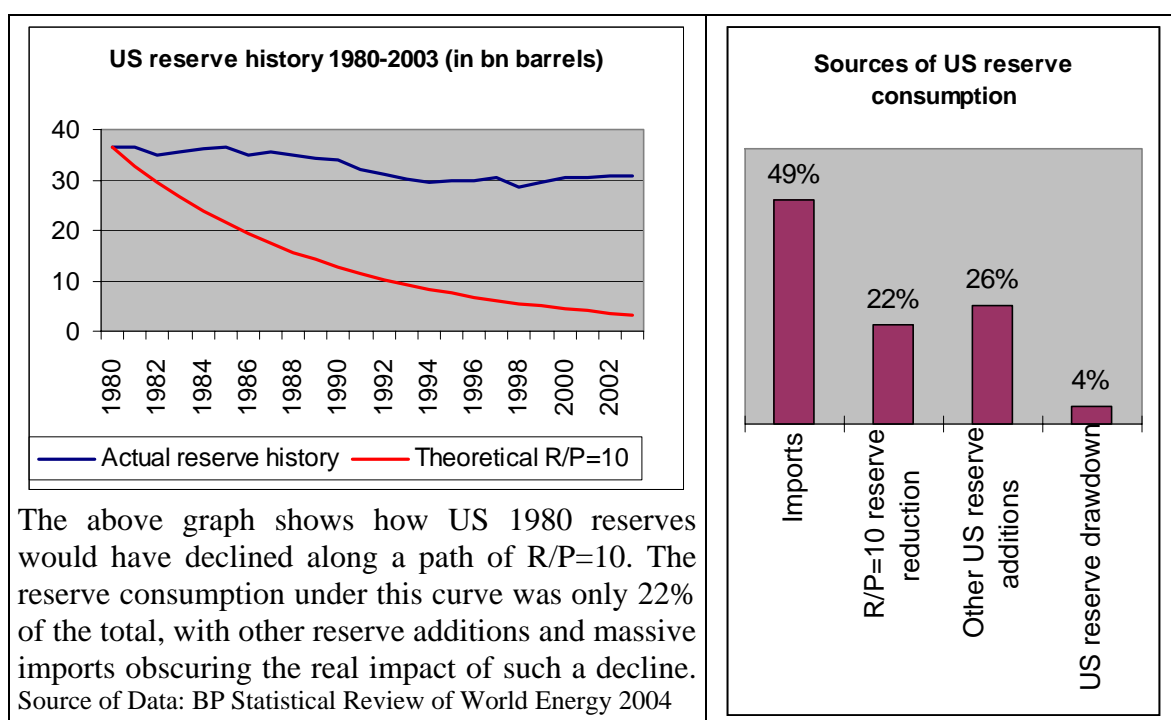 US reserve history 1980-2003 (in bn barrels)
40
30
20
10
0
1980
1982
1984
1986
1988
1990
1992
1994
1996
1998
2000
2002
Actual reserve history
Theoretical R/P=10
The above graph shows how US 1980 reserves
would have declined along a path of R/P=10. The
reserve consumption under this curve was only 22%
of the total, with other reserve additions and massive
imports obscuring the real impact of such a decline.
Source of Data: BP Statistical Review of World Energy 2004
Sources of US reserve
consumption
49%
22%
26%
4%
Imports
R/P=10 reserve
reduction
Other US reserve
additions
US reserve drawdown